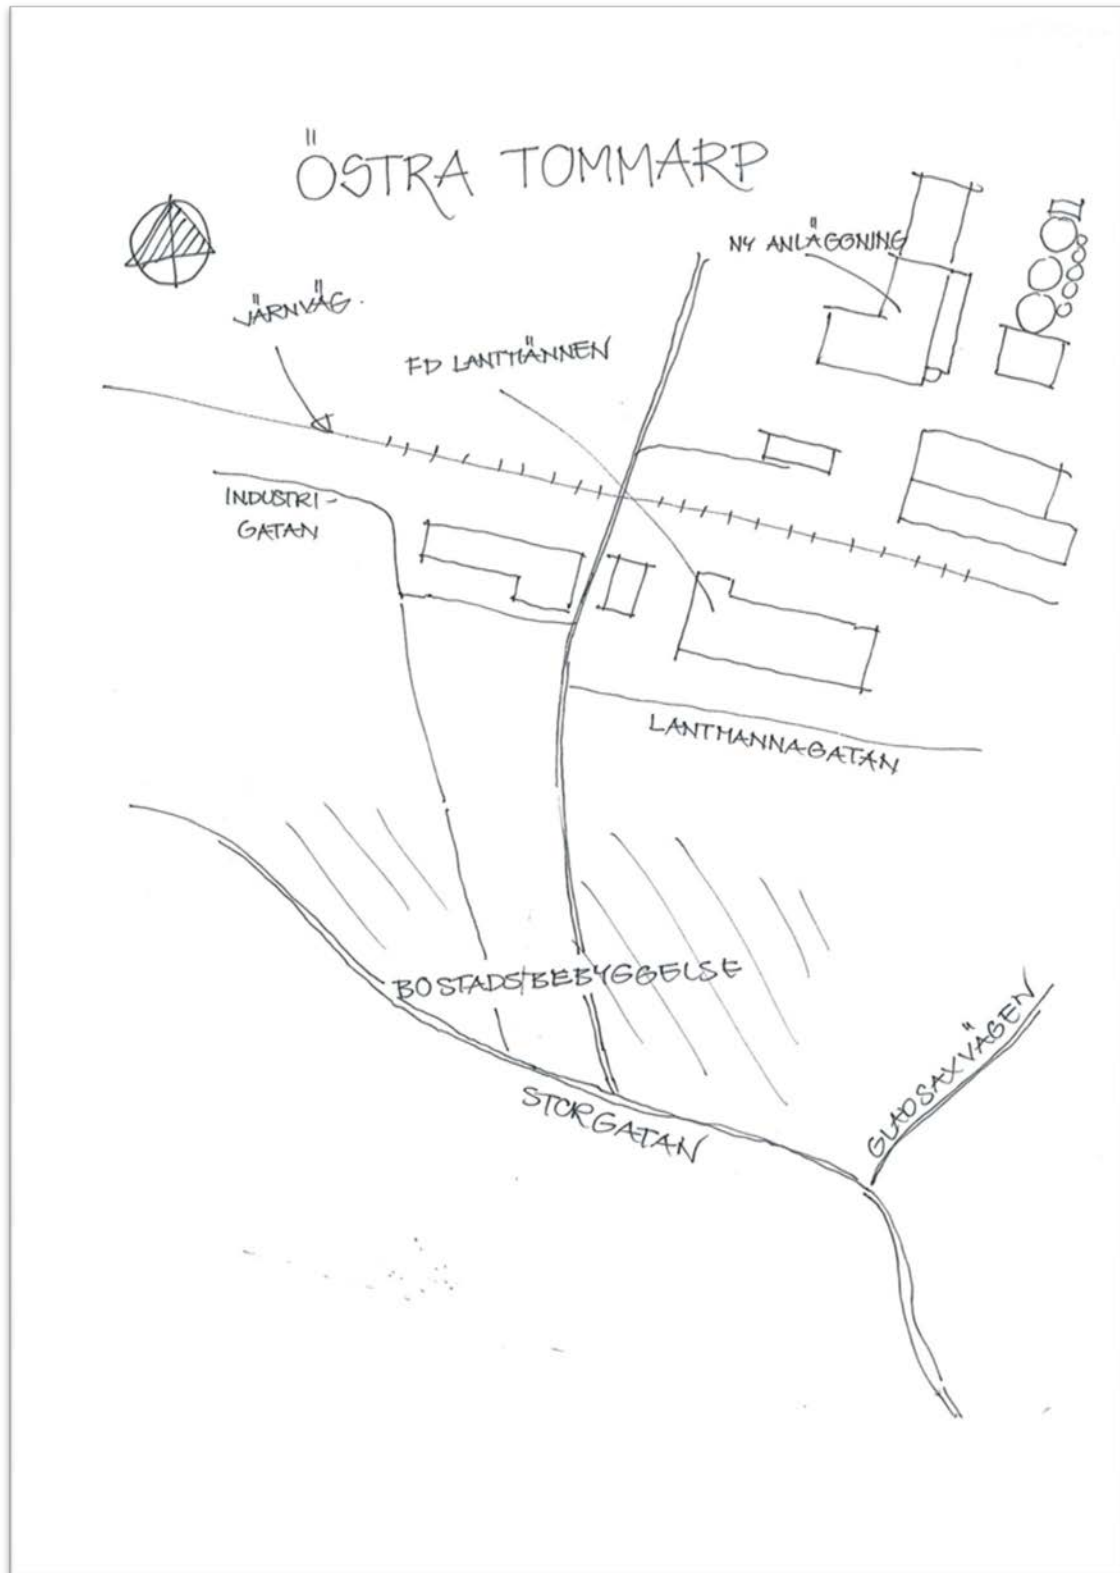 ÖSTRA TOMMARP
NY ANLÄGGNING
JÄRNVÄG.
FD LANTMÄNNEN
INDUSTRI-
GATAN
LANTMANNAGATAN
BOSTADSBEBYGGELSE
GLADSAXVÄGEN
STORGATAN